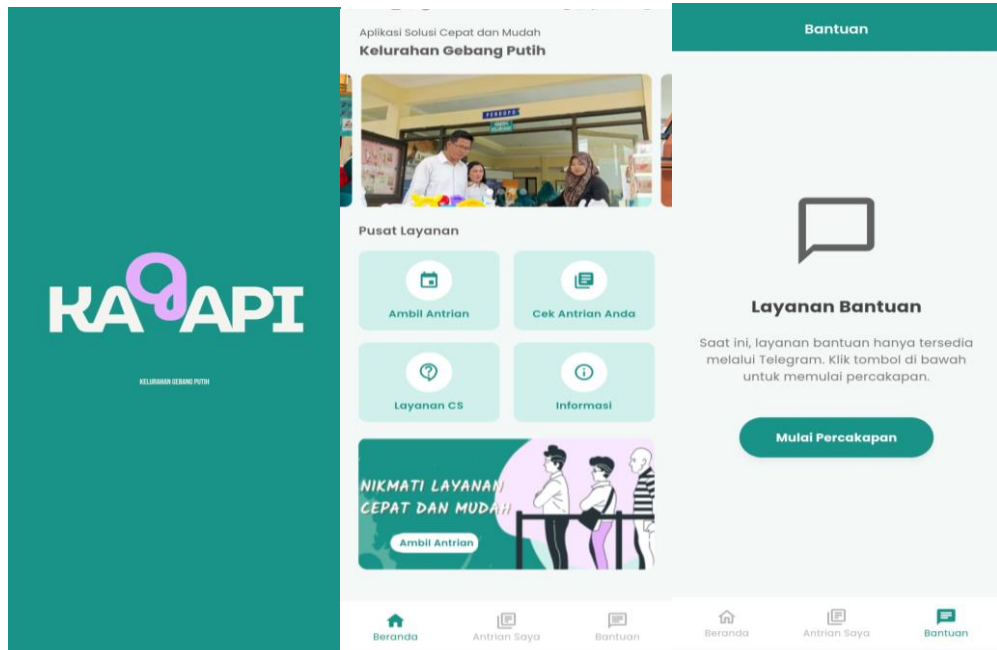 KAGAPI
KELURAHAN GEBANG PUTIH
Aplikasi Solusi Cepat dan Mudah
Kelurahan Gebang Putih
PENDOPO
Pusat Layanan
Ambil Antrian
Cek Antrian Anda
Layanan CS
Informasi
NIKMATI LAYANAN
CEPAT DAN MUDAH
Ambil Antrian
Beranda
Antrian Saya
Bantuan
Bantuan
Layanan Bantuan
Saat ini, layanan bantuan hanya tersedia
melalui Telegram. Klik tombol di bawah
untuk memulai percakapan.
Mulai Percakapan
Beranda
Antrian Saya
Bantuan